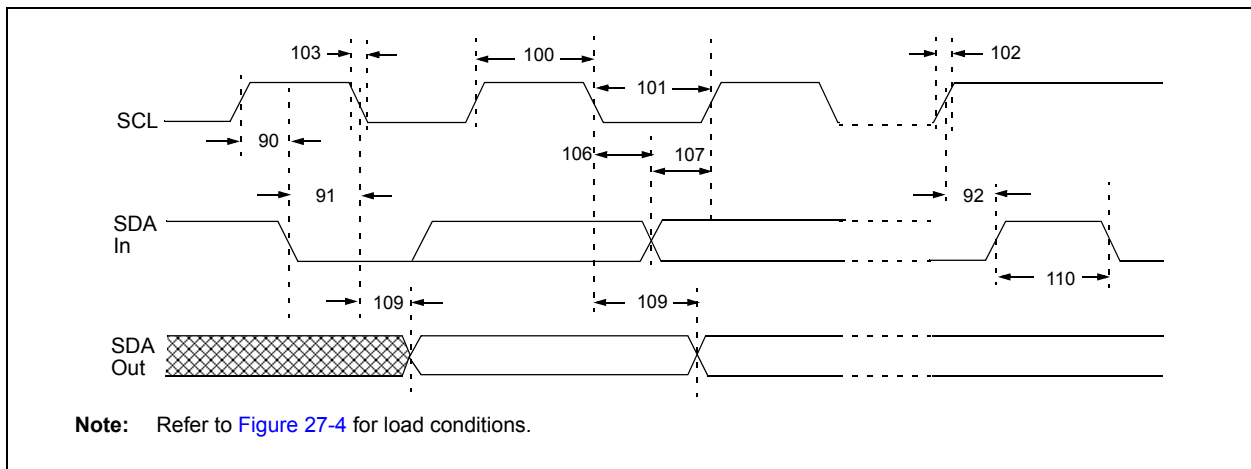 103
100
102
101
SCL
90
106
107
91
92
SDA
In
109
109
110
SDA
Out
Note: Refer to Figure 27-4 for load conditions.